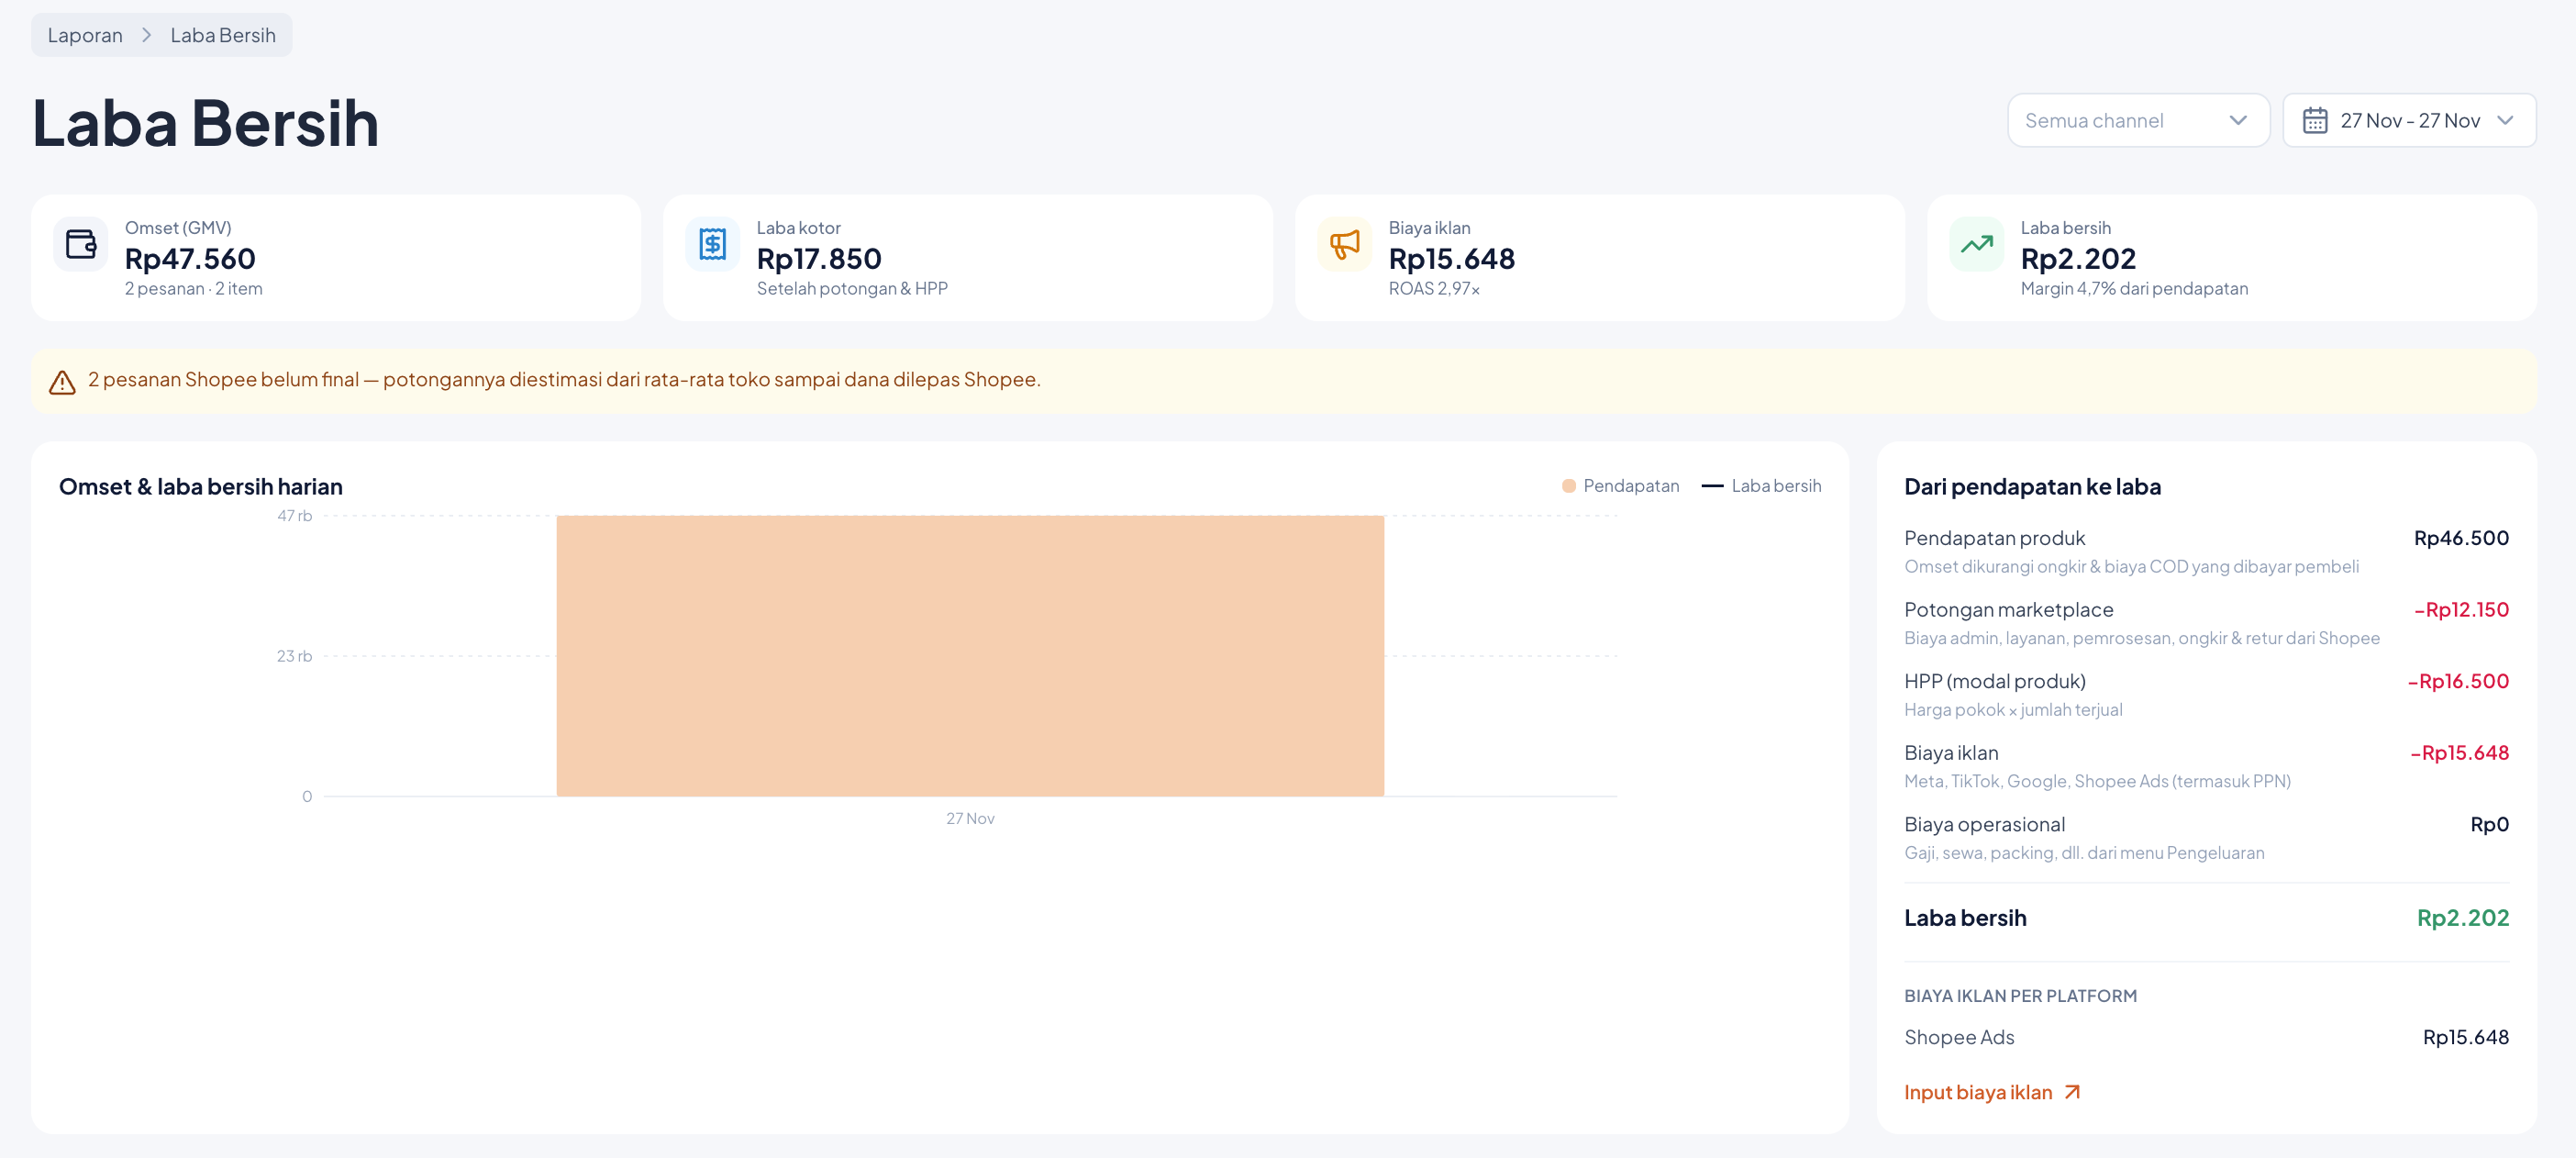 Laporan > Laba Bersih
Laba Bersih
Semua channel
27 Nov - 27 Nov
Omset (GMV)
Rp47.560
2 pesanan · 2 item
Laba kotor
Rp17.850
Setelah potongan & HPP
Biaya iklan
Rp15.648
ROAS 2,97×
Laba bersih
Rp2.202
Margin 4,7% dari pendapatan
2 pesanan Shopee belum final — potongannya diestimasi dari rata-rata toko sampai dana dilepas Shopee.
Omset & laba bersih harian
Pendapatan
Laba bersih
47 rb
23 rb
0
27 Nov
Dari pendapatan ke laba
Pendapatan produk Rp46.500
Omset dikurangi ongkir & biaya COD yang dibayar pembeli
Potongan marketplace −Rp12.150
Biaya admin, layanan, pemrosesan, ongkir & retur dari Shopee
HPP (modal produk) −Rp16.500
Harga pokok × jumlah terjual
Biaya iklan −Rp15.648
Meta, TikTok, Google, Shopee Ads (termasuk PPN)
Biaya operasional Rp0
Gaji, sewa, packing, dll. dari menu Pengeluaran
Laba bersih Rp2.202
BIAYA IKLAN PER PLATFORM
Shopee Ads Rp15.648
Input biaya iklan